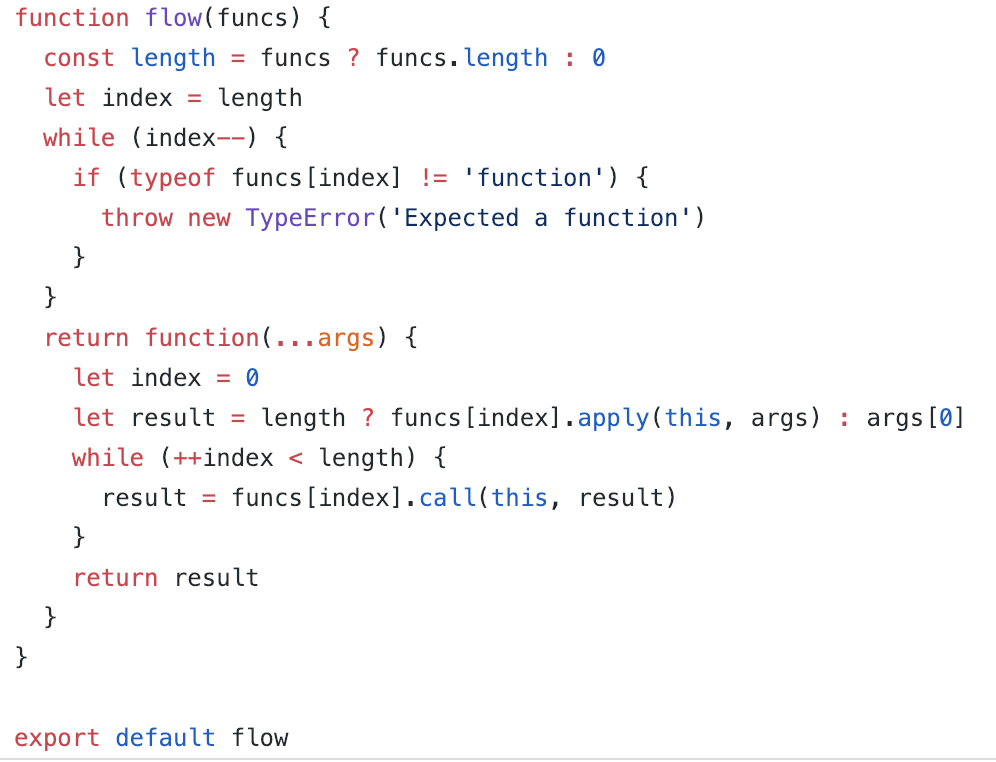 function flow(funcs) {
  const length = funcs ? funcs.length : 0
  let index = length
  while (index--) {
    if (typeof funcs[index] != 'function') {
      throw new TypeError('Expected a function')
    }
  }
  return function(...args) {
    let index = 0
    let result = length ? funcs[index].apply(this, args) : args[0]
    while (++index < length) {
      result = funcs[index].call(this, result)
    }
    return result
  }
}

export default flow